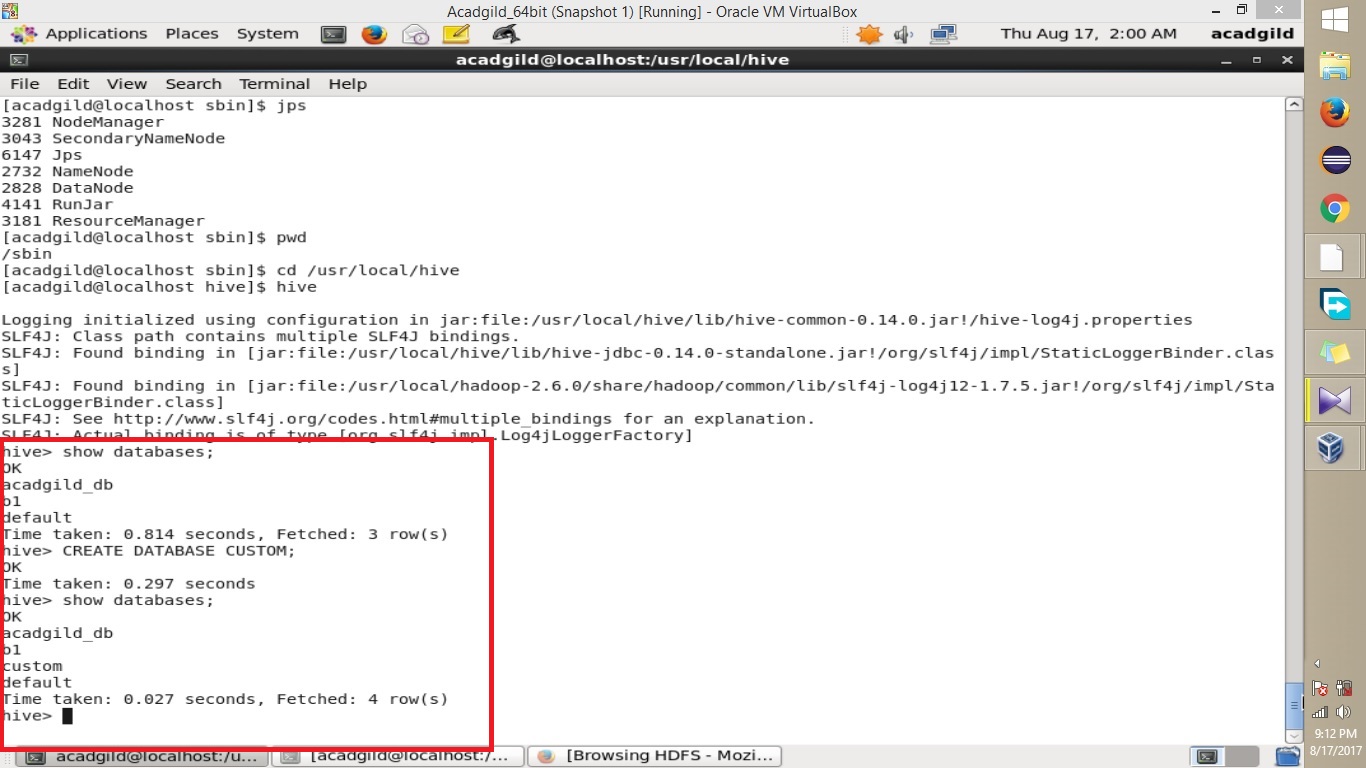 Acadgild_64bit (Snapshot 1) [Running] - Oracle VM VirtualBox
Applications Places System Thu Aug 17, 2:00 AM acadgild
acadgild@localhost:/usr/local/hive
File Edit View Search Terminal Help
[acadgild@localhost sbin]$ jps
3281 NodeManager
3043 SecondaryNameNode
6147 Jps
2732 NameNode
2828 DataNode
4141 RunJar
3181 ResourceManager
[acadgild@localhost sbin]$ pwd
/sbin
[acadgild@localhost sbin]$ cd /usr/local/hive
[acadgild@localhost hive]$ hive
Logging initialized using configuration in jar:file:/usr/local/hive/lib/hive-common-0.14.0.jar!/hive-log4j.properties
SLF4J: Class path contains multiple SLF4J bindings.
SLF4J: Found binding in [jar:file:/usr/local/hive/lib/hive-jdbc-0.14.0-standalone.jar!/org/slf4j/impl/StaticLoggerBinder.clas
s]
SLF4J: Found binding in [jar:file:/usr/local/hadoop-2.6.0/share/hadoop/common/lib/slf4j-log4j12-1.7.5.jar!/org/slf4j/impl/Sta
ticLoggerBinder.class]
SLF4J: See http://www.slf4j.org/codes.html#multiple_bindings for an explanation.
SLF4J: Actual binding is of type [org.slf4j.impl.Log4jLoggerFactory]
hive> show databases;
OK
acadgild_db
b1
default
Time taken: 0.814 seconds, Fetched: 3 row(s)
hive> CREATE DATABASE CUSTOM;
OK
Time taken: 0.297 seconds
hive> show databases;
OK
acadgild_db
b1
custom
default
Time taken: 0.027 seconds, Fetched: 4 row(s)
hive>
acadgild@localhost:/u... [acadgild@localhost:/... [Browsing HDFS - Mozi...
9:12 PM
8/17/2017